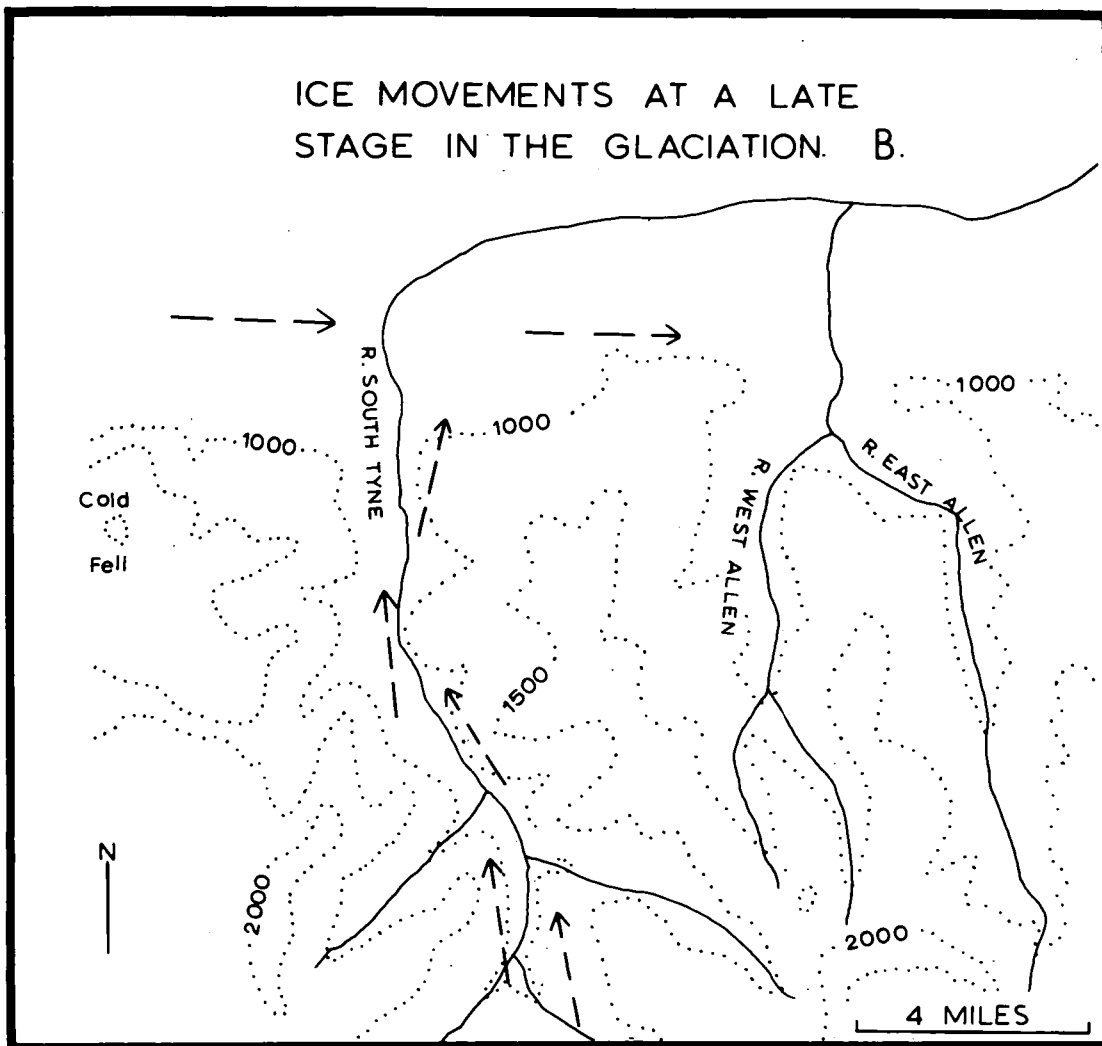 ICE MOVEMENTS AT A LATE
STAGE IN THE GLACIATION. B.
R. SOUTH TYNE
1000
1000
1000
Cold
Fell
R. WEST ALLEN
R. EAST ALLEN
1500
N
2000
2000
4 MILES